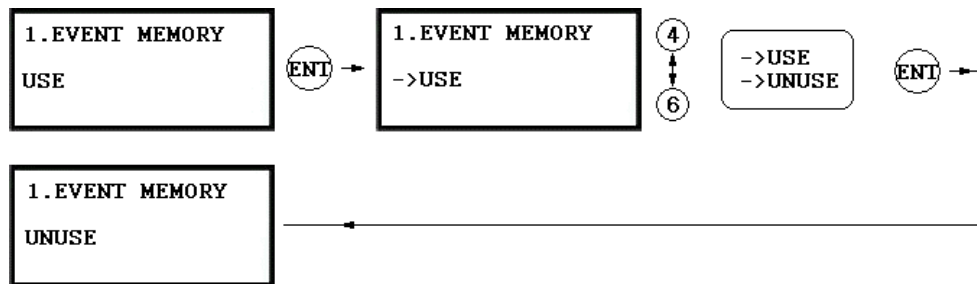 1.EVENT MEMORY
USE
ENT
1.EVENT MEMORY
->USE
4
6
->USE
->UNUSE
ENT
1.EVENT MEMORY
UNUSE